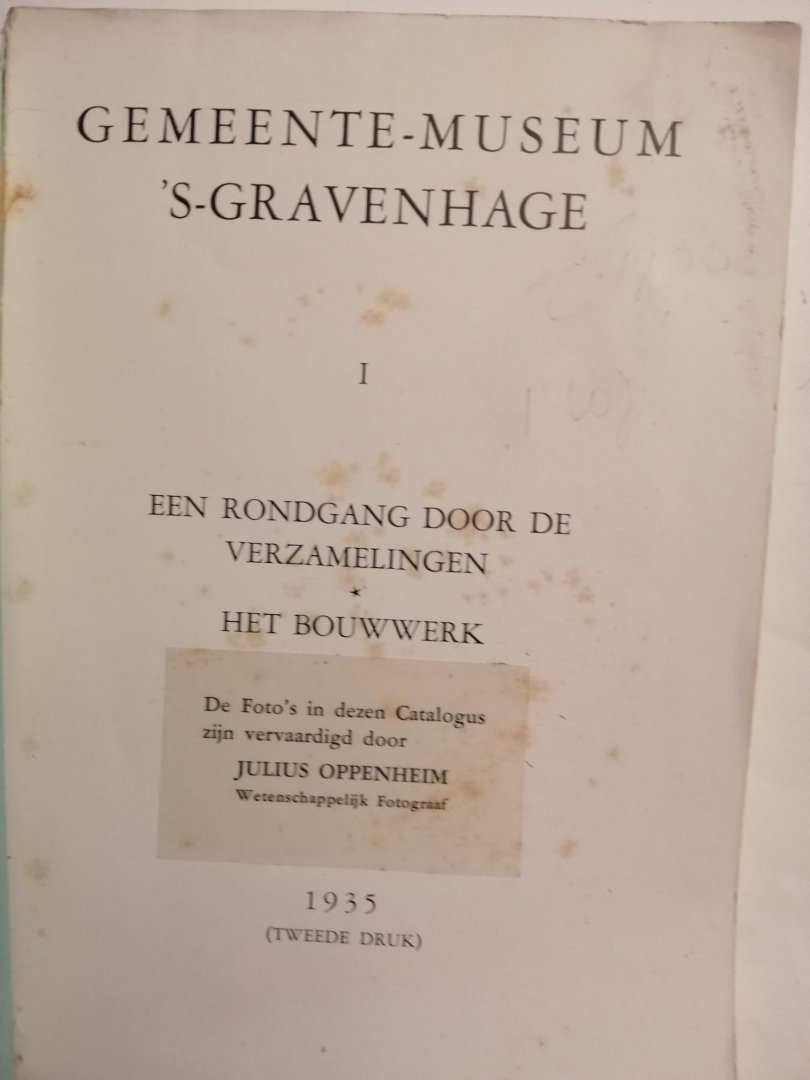 GEMEENTE-MUSEUM
'S-GRAVENHAGE
I
EEN RONDGANG DOOR DE
VERZAMELINGEN
*
HET BOUWWERK
De Foto's in dezen Catalogus
zijn vervaardigd door
JULIUS OPPENHEIM
Wetenschappelijk Fotograaf
1935
(TWEEDE DRUK)